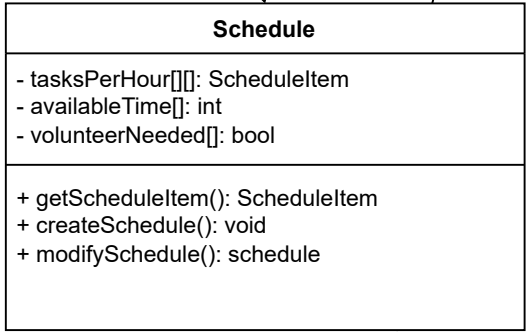 Schedule
- tasksPerHour[][]: ScheduleItem
- availableTime[]: int
- volunteerNeeded[]: bool
+ getScheduleItem(): ScheduleItem
+ createSchedule(): void
+ modifySchedule(): schedule